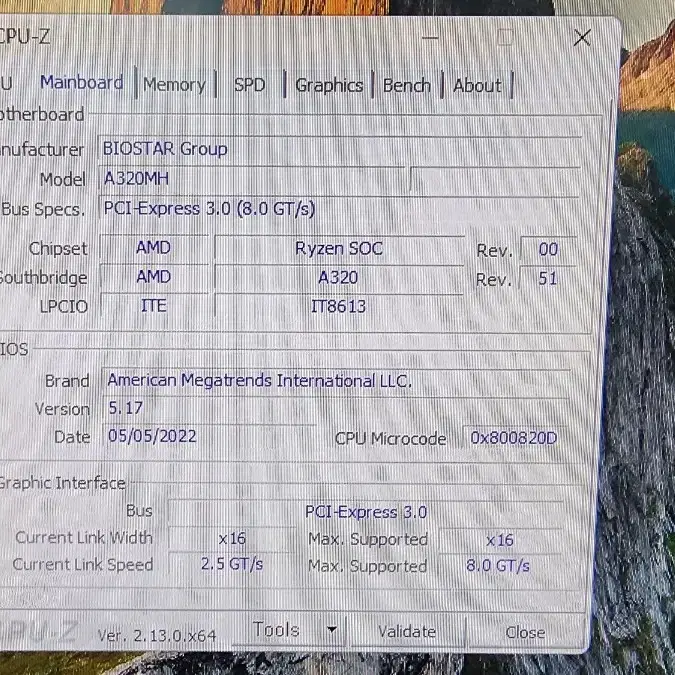 CPU-Z
U Mainboard Memory SPD Graphics Bench About
otherboard
nufacturer BIOSTAR Group
Model A320MH
Bus Specs. PCI-Express 3.0 (8.0 GT/s)
Chipset AMD Ryzen SOC Rev. 00
Southbridge AMD A320 Rev. 51
LPCIO ITE IT8613
IOS
Brand American Megatrends International LLC.
Version 5.17
Date 05/05/2022 CPU Microcode 0x800820D
Graphic Interface
Bus PCI-Express 3.0
Current Link Width x16 Max. Supported x16
Current Link Speed 2.5 GT/s Max. Supported 8.0 GT/s
CPU-Z Ver. 2.13.0.x64 Tools Validate Close